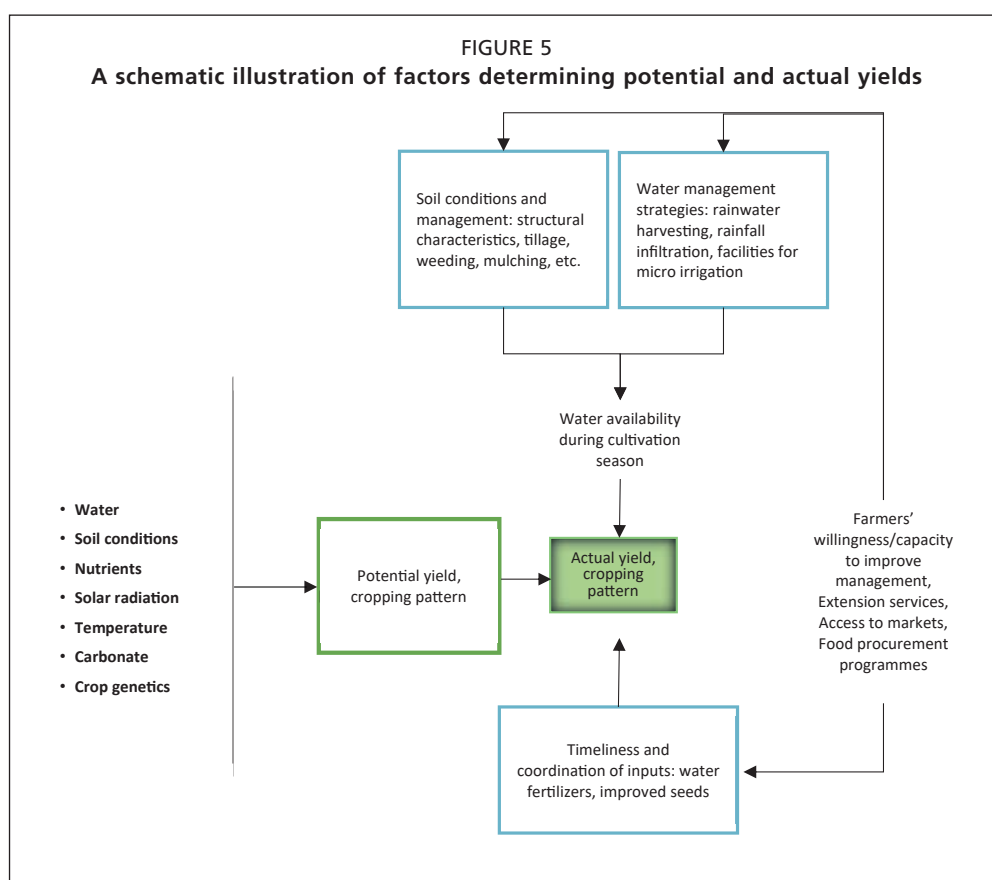 FIGURE 5
A schematic illustration of factors determining potential and actual yields
Soil conditions and
management: structural
characteristics, tillage,
weeding, mulching, etc.
Water management
strategies: rainwater
harvesting, rainfall
infiltration, facilities for
micro irrigation
Water availability
during cultivation
season
• Water
• Soil conditions
• Nutrients
• Solar radiation
• Temperature
• Carbonate
• Crop genetics
Potential yield,
cropping pattern
Actual yield,
cropping
pattern
Farmers’
willingness/capacity
to improve
management,
Extension services,
Access to markets,
Food procurement
programmes
Timeliness and
coordination of inputs: water
fertilizers, improved seeds